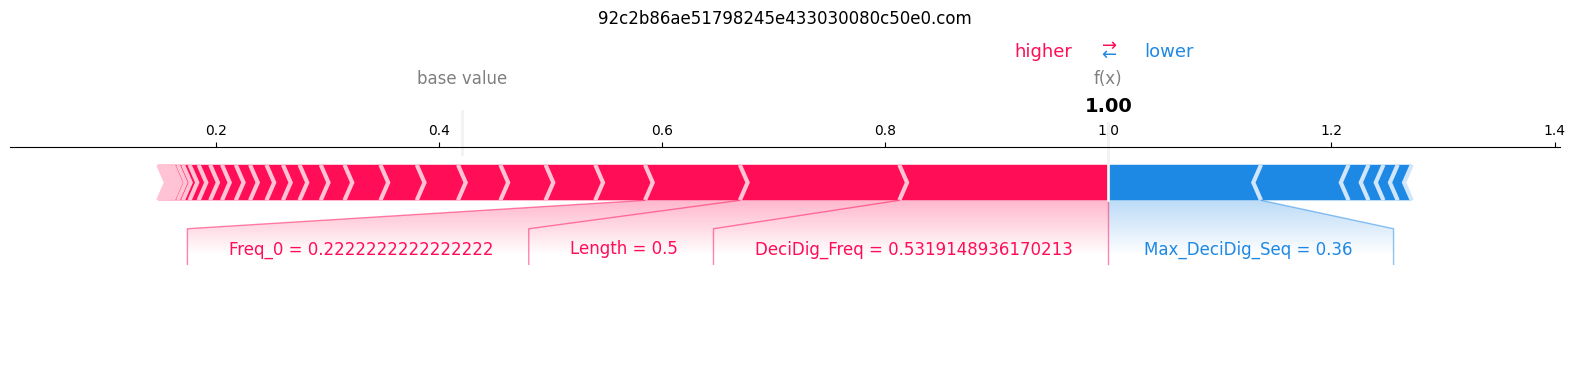 92c2b86ae51798245e433030080c50e0.com
higher ⇄ lower
base value f(x)
1.00
0.2 0.4 0.6 0.8 1.0 1.2 1.4
Freq_0 = 0.2222222222222222 Length = 0.5 DeciDig_Freq = 0.5319148936170213 Max_DeciDig_Seq = 0.36